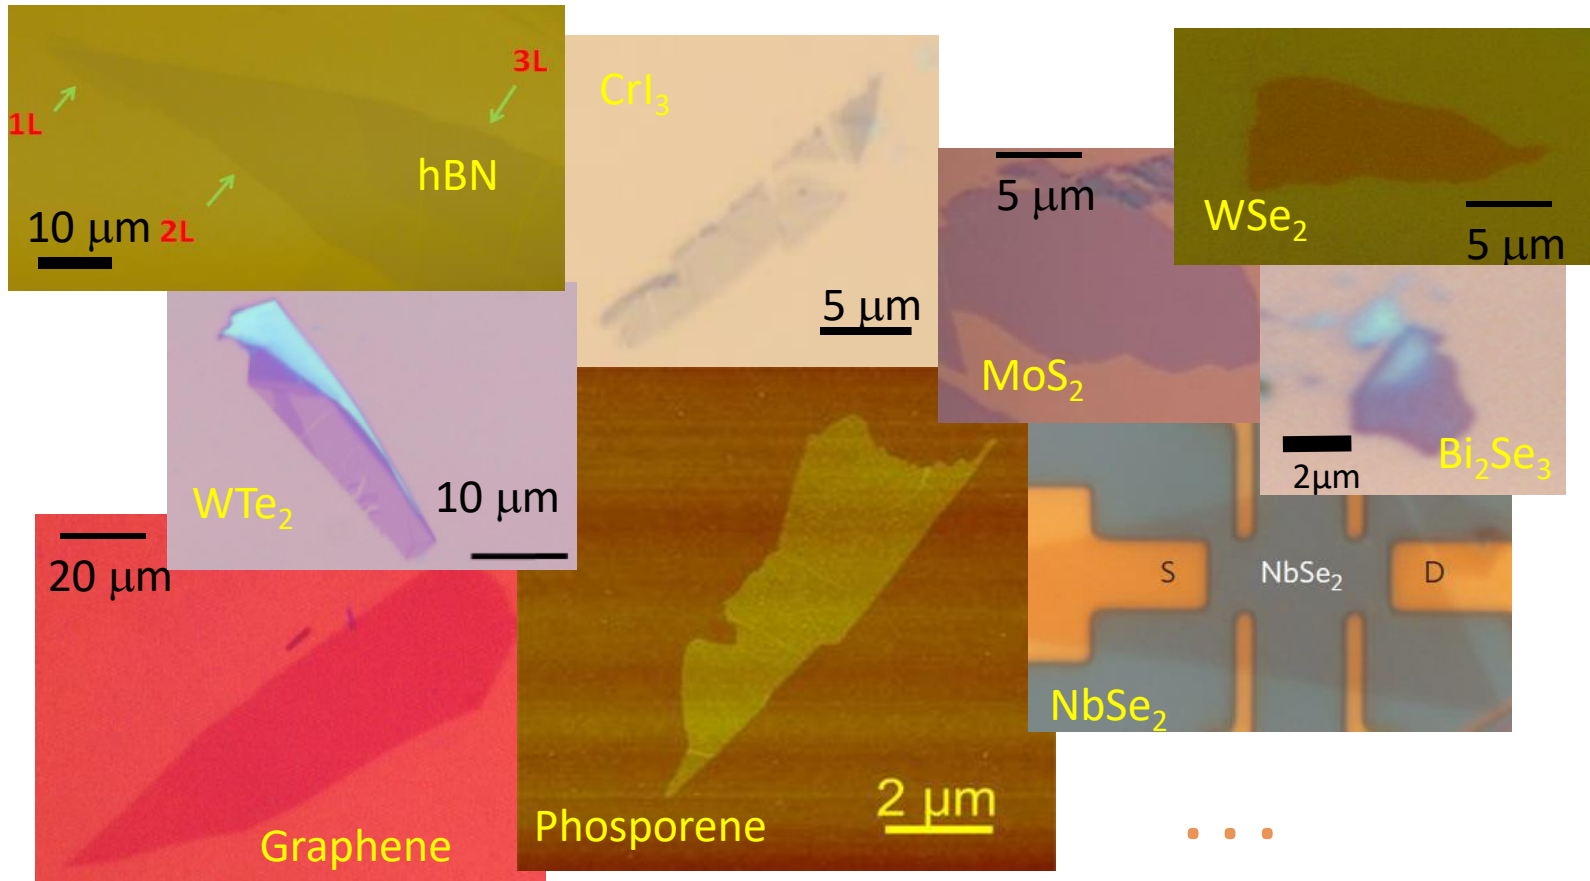 3L
1L
hBN
2L
10 μm
CrI₃
5 μm
5 μm
MoS₂
WSe₂
5 μm
WTe₂
10 μm
Bi₂Se₃
2μm
20 μm
Graphene
Phosporene
2 μm
S
NbSe₂
D
NbSe₂
...